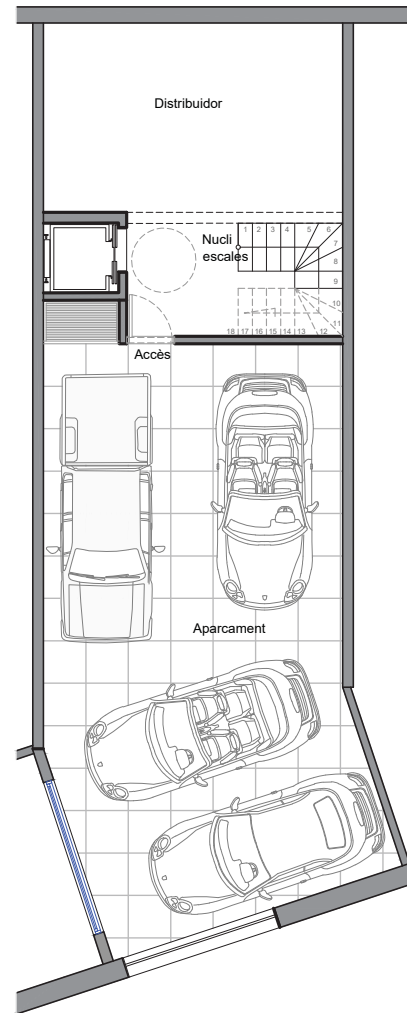 Distribuidor
Nucli
escales
1 2 3 4 5 6
7
8
9
10
11
18 17 16 15 14 13 12
Accès
Aparcament